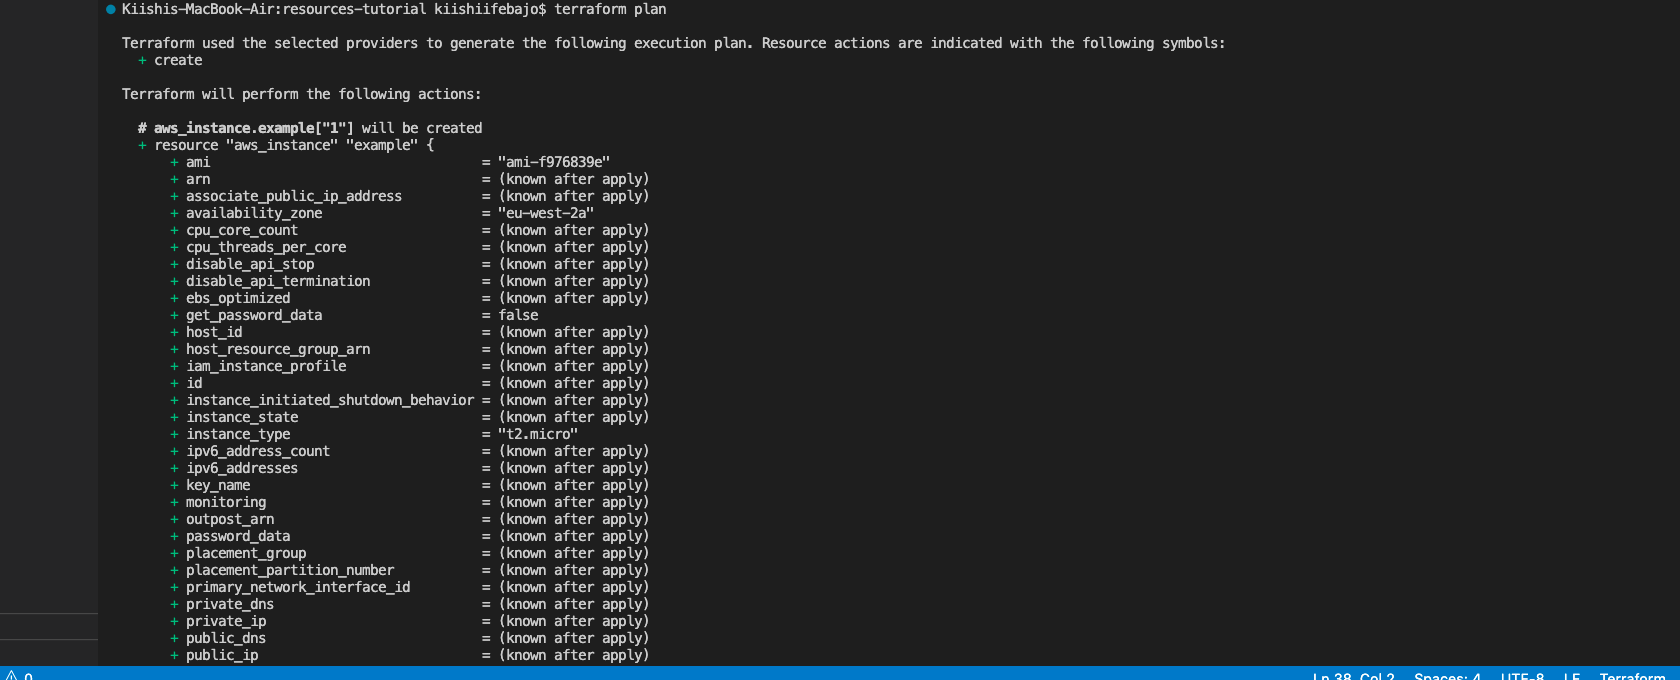 Kiishis-MacBook-Air:resources-tutorial kiishiifebajo$ terraform plan
Terraform used the selected providers to generate the following execution plan. Resource actions are indicated with the following symbols:
+ create
Terraform will perform the following actions:
# aws_instance.example["1"] will be created
+ resource "aws_instance" "example" {
+ ami = "ami-f976839e"
+ arn = (known after apply)
+ associate_public_ip_address = (known after apply)
+ availability_zone = "eu-west-2a"
+ cpu_core_count = (known after apply)
+ cpu_threads_per_core = (known after apply)
+ disable_api_stop = (known after apply)
+ disable_api_termination = (known after apply)
+ ebs_optimized = (known after apply)
+ get_password_data = false
+ host_id = (known after apply)
+ host_resource_group_arn = (known after apply)
+ iam_instance_profile = (known after apply)
+ id = (known after apply)
+ instance_initiated_shutdown_behavior = (known after apply)
+ instance_state = (known after apply)
+ instance_type = "t2.micro"
+ ipv6_address_count = (known after apply)
+ ipv6_addresses = (known after apply)
+ key_name = (known after apply)
+ monitoring = (known after apply)
+ outpost_arn = (known after apply)
+ password_data = (known after apply)
+ placement_group = (known after apply)
+ placement_partition_number = (known after apply)
+ primary_network_interface_id = (known after apply)
+ private_dns = (known after apply)
+ private_ip = (known after apply)
+ public_dns = (known after apply)
+ public_ip = (known after apply)
0 Ln 38, Col 2 Spaces: 4 UTF-8 LF Terraform